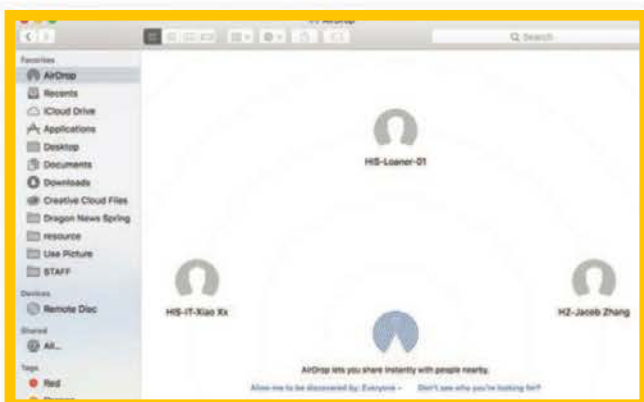 AirDrop
Search
Favorites
AirDrop
Recents
iCloud Drive
Applications
Desktop
Documents
Downloads
Creative Cloud Files
Dragon News Spring
resource
Use Picture
STAFF
Devices
Remote Disc
Shared
All...
Tags
Red
HIS-Loaner-01
HIS-IT-Xiao Xx
HZ-Jacob Zhang
AirDrop lets you share instantly with people nearby.
Allow me to be discovered by: Everyone
Don't see who you're looking for?